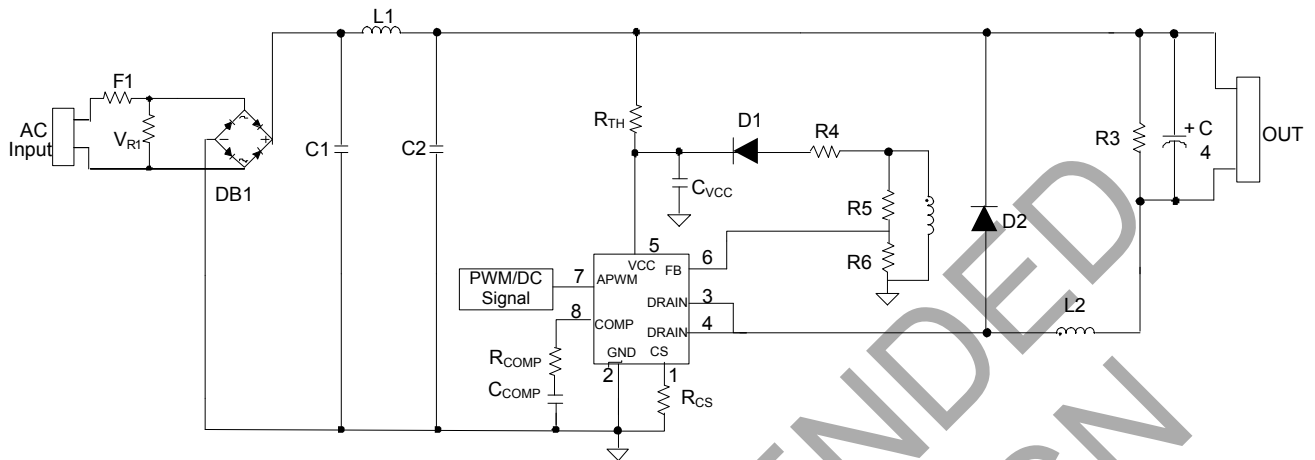 L1
F1
AC
Input
VR1
DB1
C1
C2
RTH
D1
R4
CVCC
R5
R6
D2
R3
+ C
4
OUT
PWM/DC
Signal
7
5
VCC
6
FB
APWM
8
COMP
DRAIN
3
DRAIN
4
GND
CS
2
1
RCOMP
CCOMP
RCS
L2
~
~
-
+